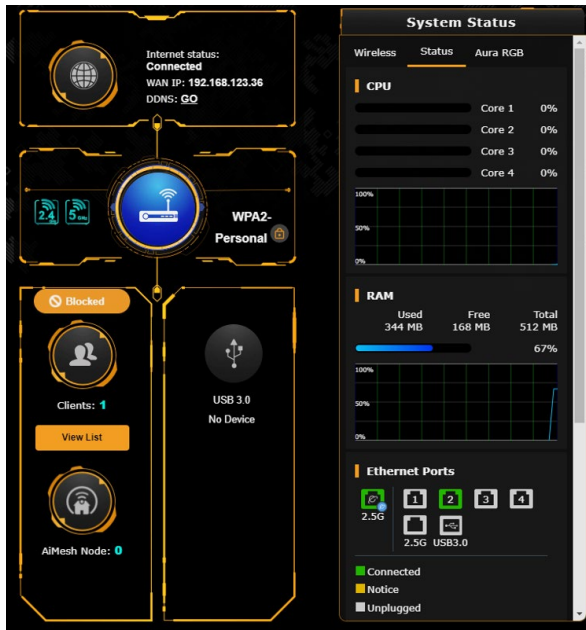 Internet status:
Connected
WAN IP: 192.168.123.36
DDNS: GO
2.4
GHz
5 GHz
WPA2-
Personal
Blocked
Clients: 1
View List
AiMesh Node: 0
USB 3.0
No Device
System Status
Wireless Status Aura RGB
CPU
Core 1 0%
Core 2 0%
Core 3 0%
Core 4 0%
100%
50%
0%
RAM
Used Free Total
344 MB 168 MB 512 MB
67%
100%
50%
0%
Ethernet Ports
1 2 3 4
2.5G
2.5G USB3.0
Connected
Notice
Unplugged